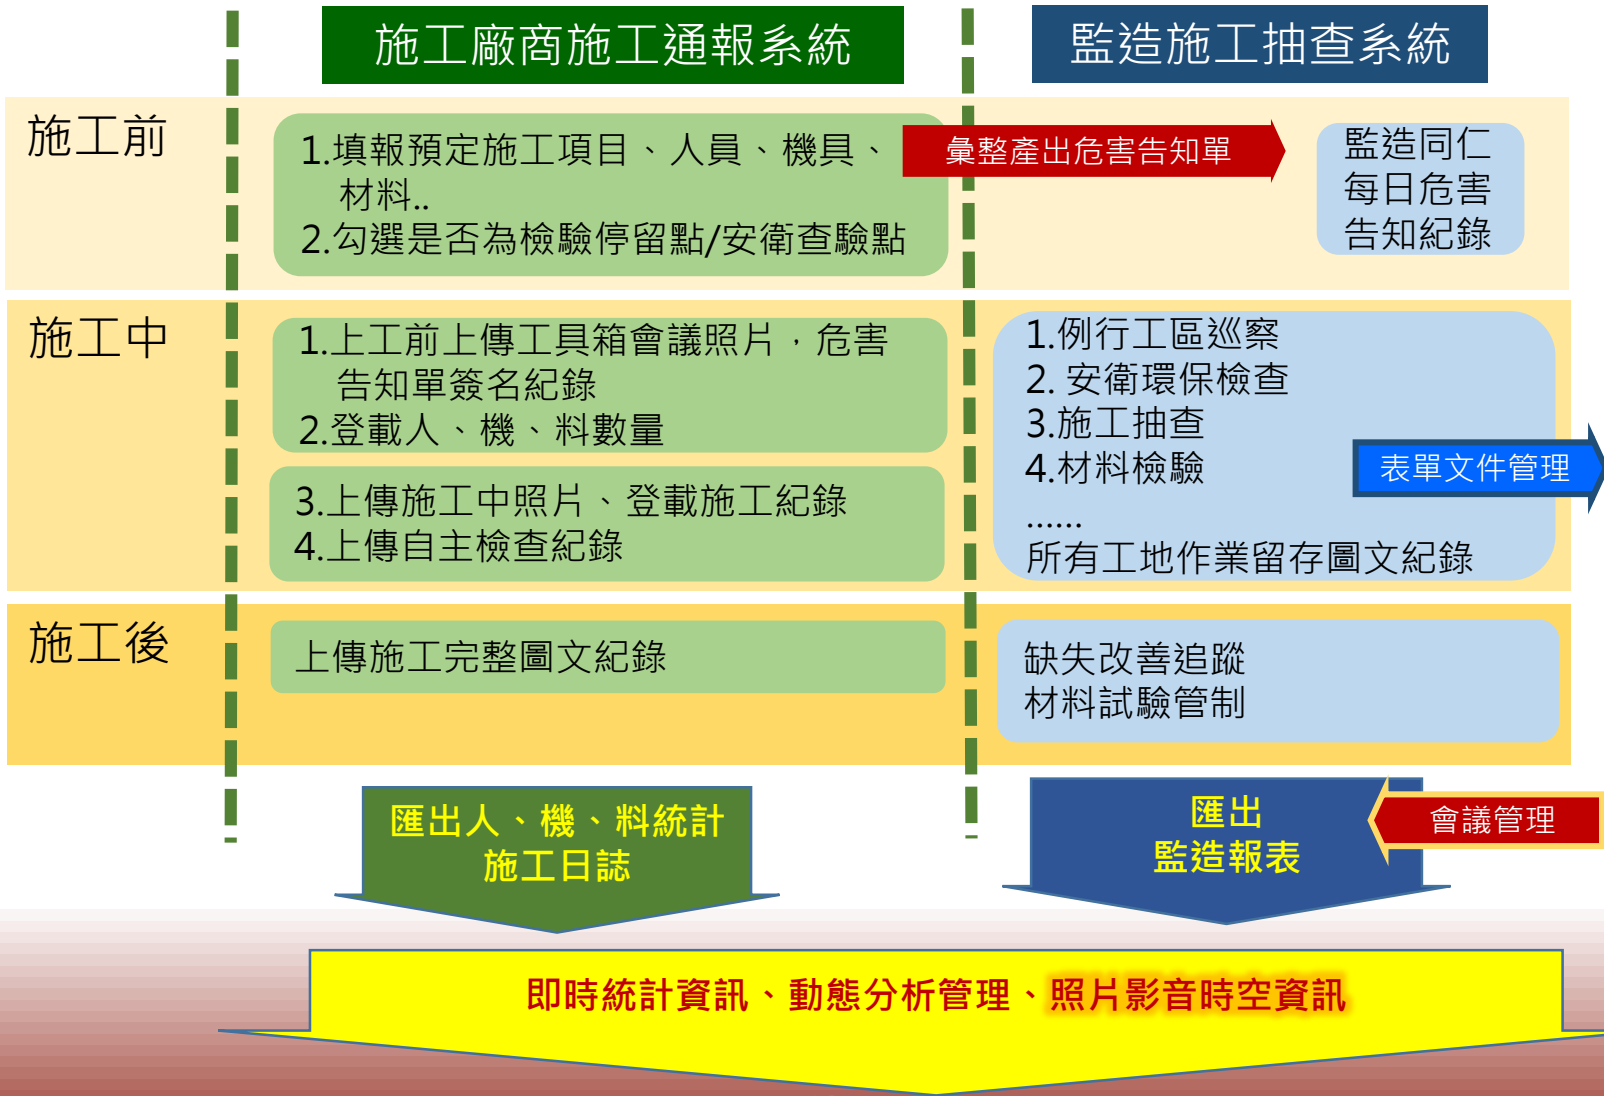 施工廠商施工通報系統
監造施工抽查系統
施工前
1.填報預定施工項目、人員、機具、
材料..
2.勾選是否為檢驗停留點/安衛查驗點
彙整產出危害告知單
監造同仁
每日危害
告知紀錄
施工中
1.上工前上傳工具箱會議照片，危害
告知單簽名紀錄
2.登載人、機、料數量
3.上傳施工中照片、登載施工紀錄
4.上傳自主檢查紀錄
1.例行工區巡察
2. 安衛環保檢查
3.施工抽查
4.材料檢驗
......
所有工地作業留存圖文紀錄
表單文件管理
施工後
上傳施工完整圖文紀錄
缺失改善追蹤
材料試驗管制
匯出人、機、料統計
施工日誌
匯出
監造報表
會議管理
即時統計資訊、動態分析管理、照片影音時空資訊